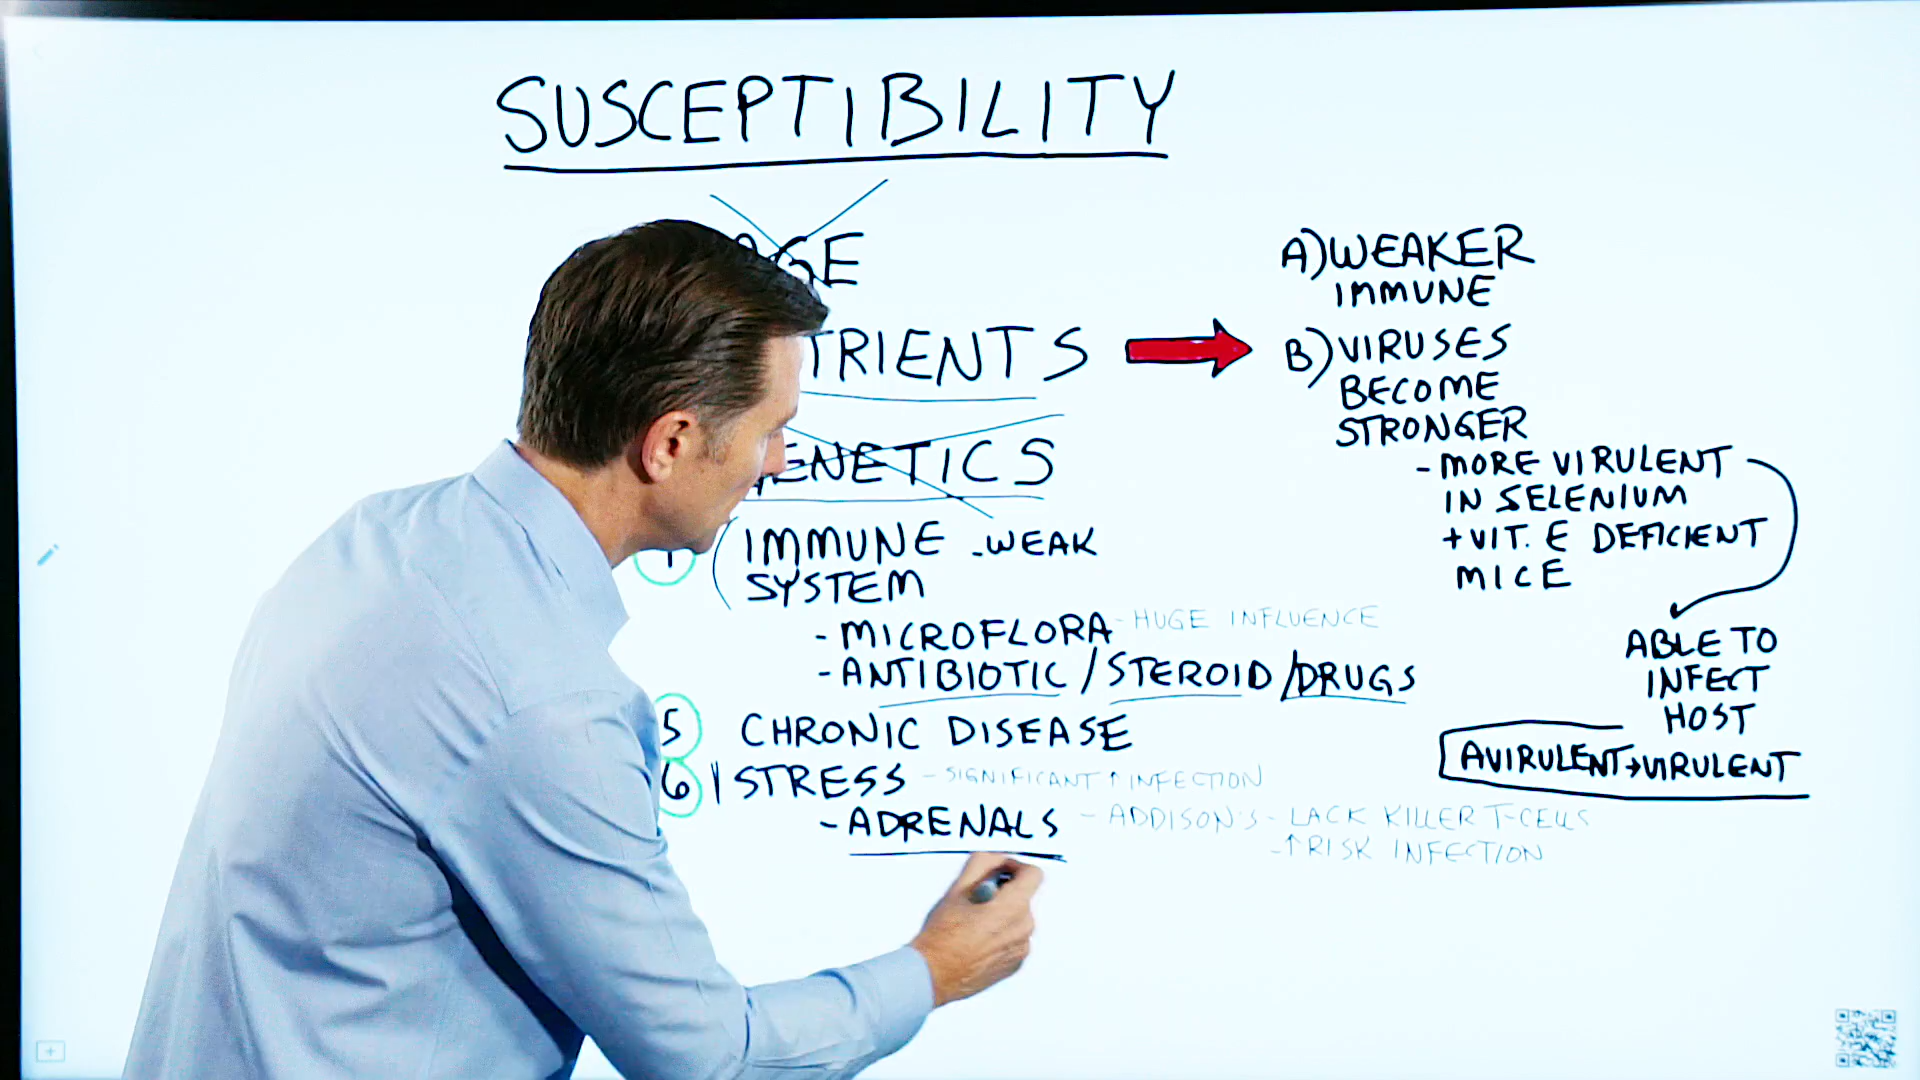 SUSCEPTIBILITY
AGE
TRIENTS
A) WEAKER
IMMUNE
B) VIRUSES
BECOME
STRONGER
- MORE VIRULENT
IN SELENIUM
+ VIT. E DEFICIENT
MICE
ABLE TO
INFECT
HOST
AVIRULENT→VIRULENT
GENETICS
IMMUNE - WEAK
SYSTEM
- MICROFLORA - HUGE INFLUENCE
- ANTIBIOTIC / STEROID / DRUGS
5 CHRONIC DISEASE
6 STRESS - SIGNIFICANT ↑ INFECTION
- ADRENALS - ADDISON'S - LACK KILLER T-CELLS
- ↑ RISK INFECTION